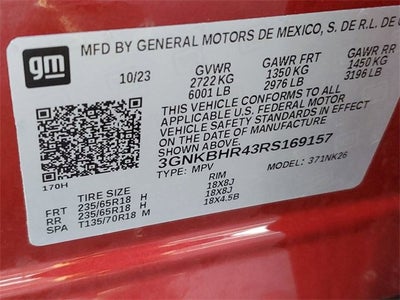 gm
MFD BY GENERAL MOTORS DE MEXICO, S. DE R.L. DE
10/23
GVWR GAWR FRT GAWR RR
2722 KG 1350 KG 1450 KG
6001 LB 2976 LB 3196 LB
THIS VEHICLE CONFORMS TO ALL
APPLICABLE U.S. FEDERAL MOTOR
VEHICLE SAFETY STANDARDS IN EFFECT
ON THE DATE OF MANUFACTURE
SHOWN ABOVE.
3GNKBHR43RS169157
TYPE: MPV MODEL: 371NK26
170H
TIRE SIZE RIM
FRT 235/65R18 H 18X8J
RR 235/65R18 H 18X8J
SPA T135/70R18 M 18X4.5B